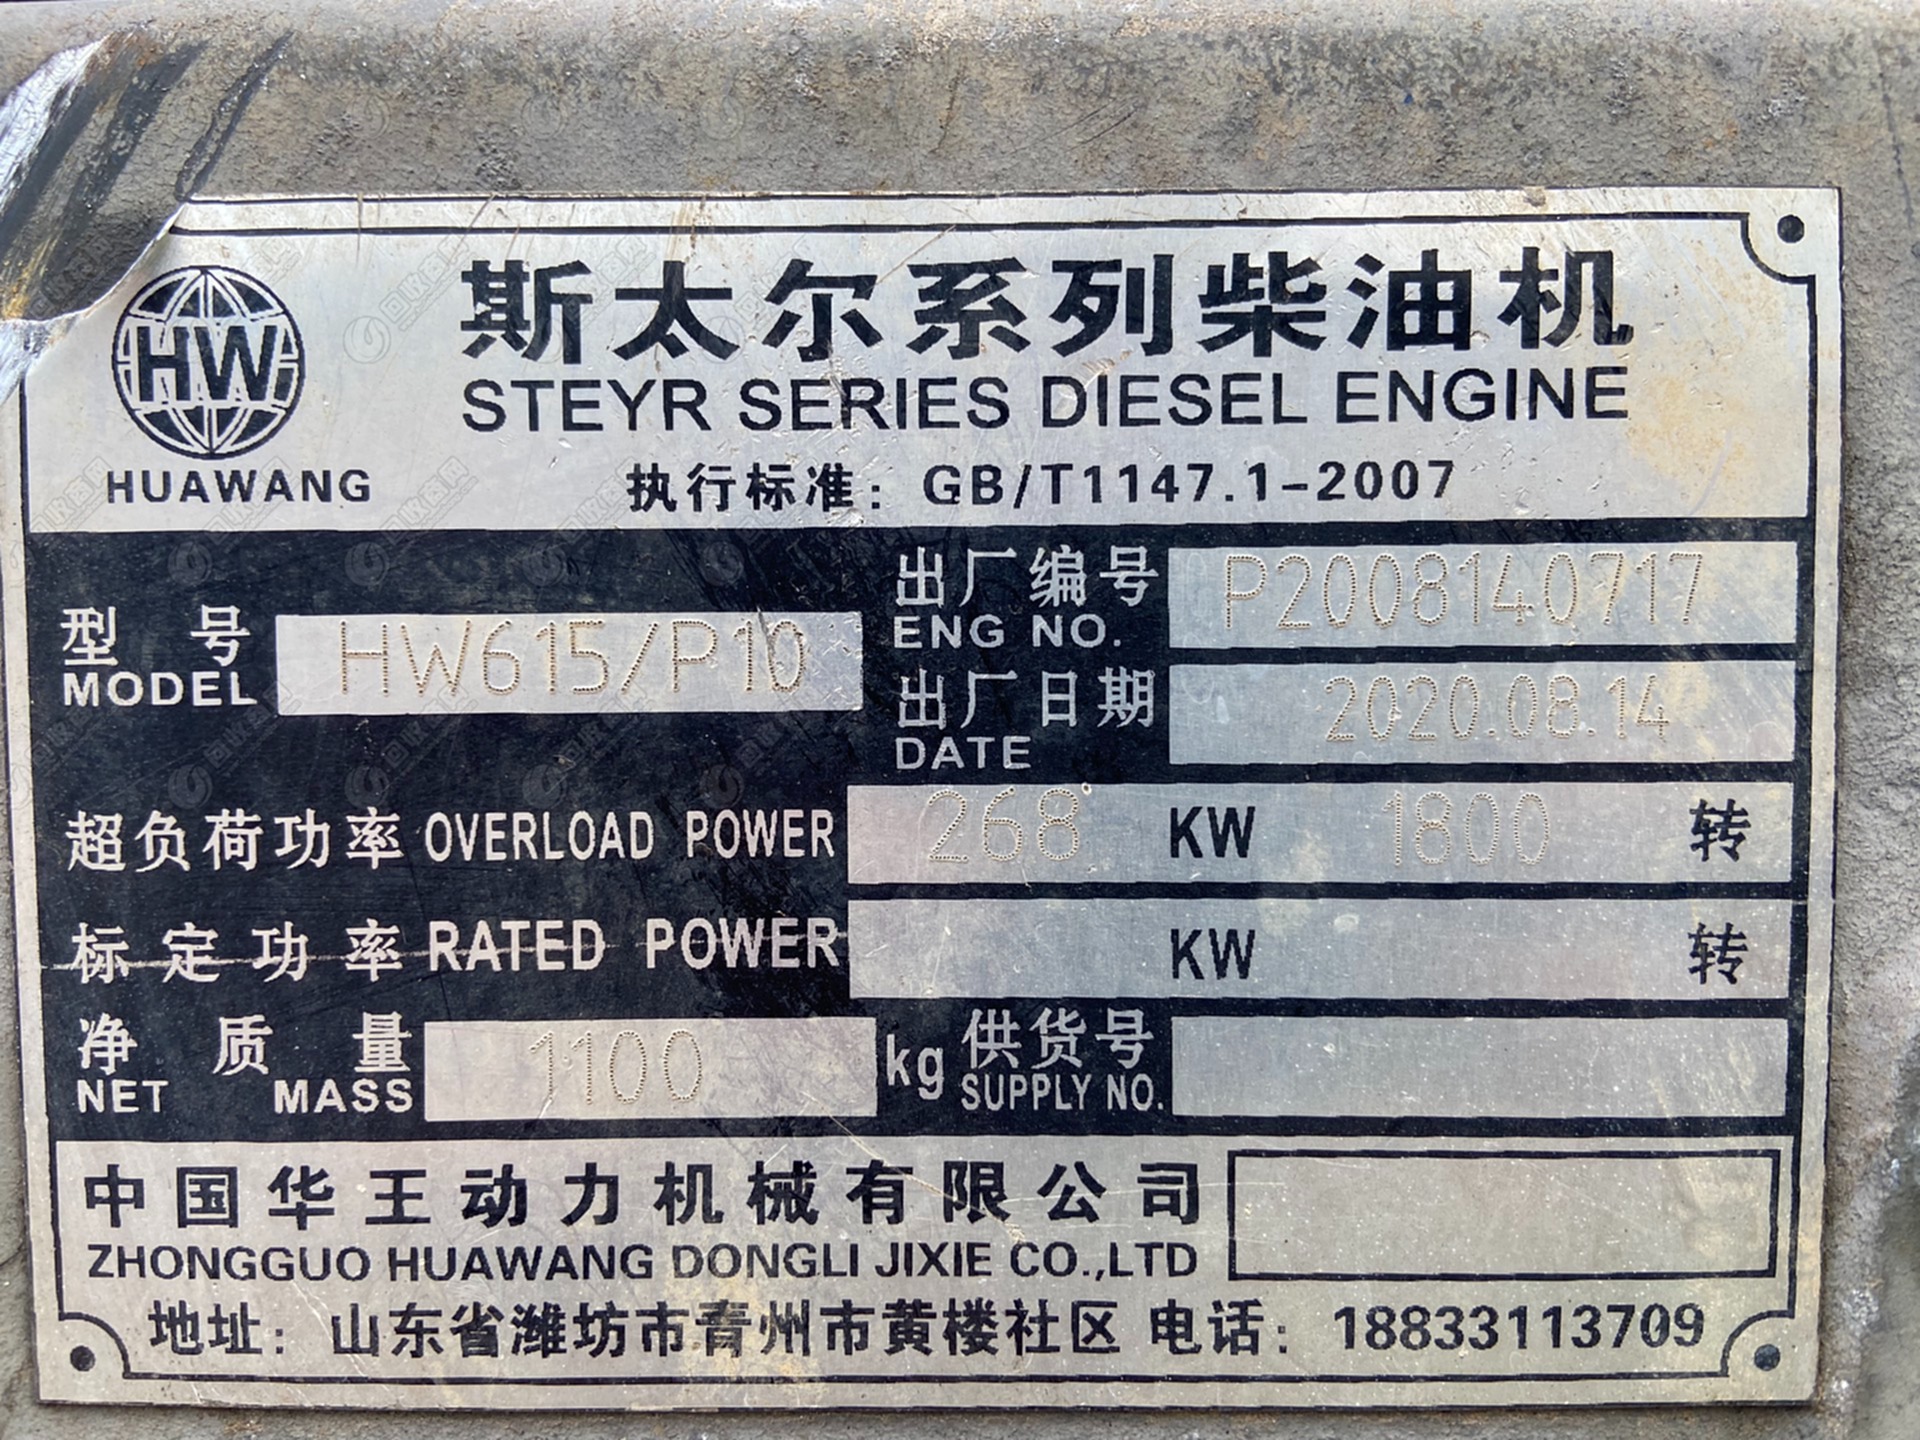 斯太尔系列柴油机
HW
STEYR SERIES DIESEL ENGINE
HUAWANG
执行标准: GB/T1147.1-2007
出厂编号 P2008140717
ENG NO.
型号 HW615/P10
MODEL
出厂日期 2020.08.14
DATE
超负荷功率 OVERLOAD POWER 268 KW 1800 转
标定功率 RATED POWER KW 转
净质量 1100 kg 供货号
NET MASS SUPPLY NO.
中国华王动力机械有限公司
ZHONGGUO HUAWANG DONGLI JIXIE CO.,LTD
地址: 山东省潍坊市青州市黄楼社区 电话: 18833113709